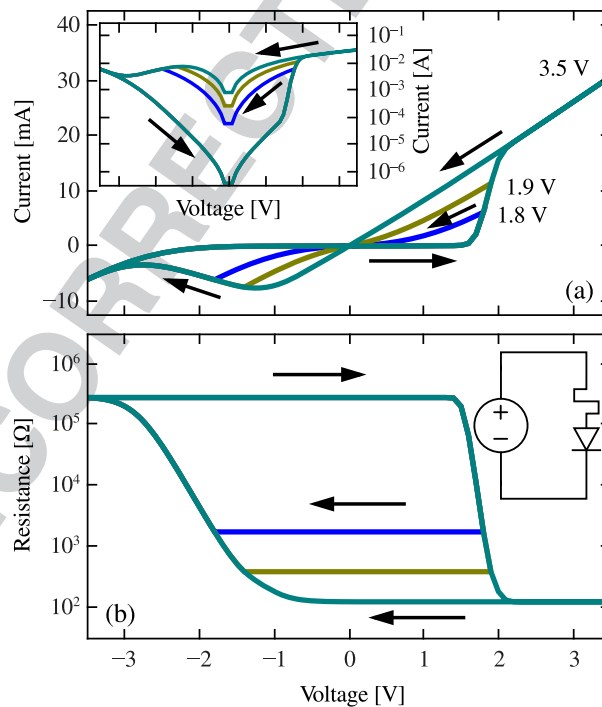 40
30
20
10
0
−10
Current [mA]
10⁻¹
10⁻²
10⁻³
10⁻⁴
10⁻⁵
10⁻⁶
Current [A]
Voltage [V]
3.5 V
1.9 V
1.8 V
(a)
10⁶
10⁵
10⁴
10³
10²
Resistance [Ω]
+
−
(b)
−3 −2 −1 0 1 2 3
Voltage [V]